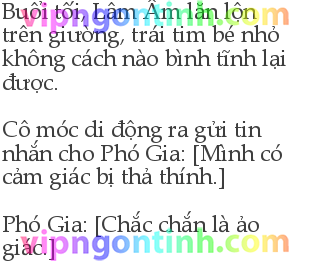 Buổi tối, Lâm Âm lăn lộn
trên giường, trái tim bé nhỏ
không cách nào bình tĩnh lại
được.
Cô móc di động ra gửi tin
nhắn cho Phó Gia: [Mình có
cảm giác bị thả thính.]
Phó Gia: [Chắc chắn là ảo
giác.]
vipngontinh.com
vipngontinh.com